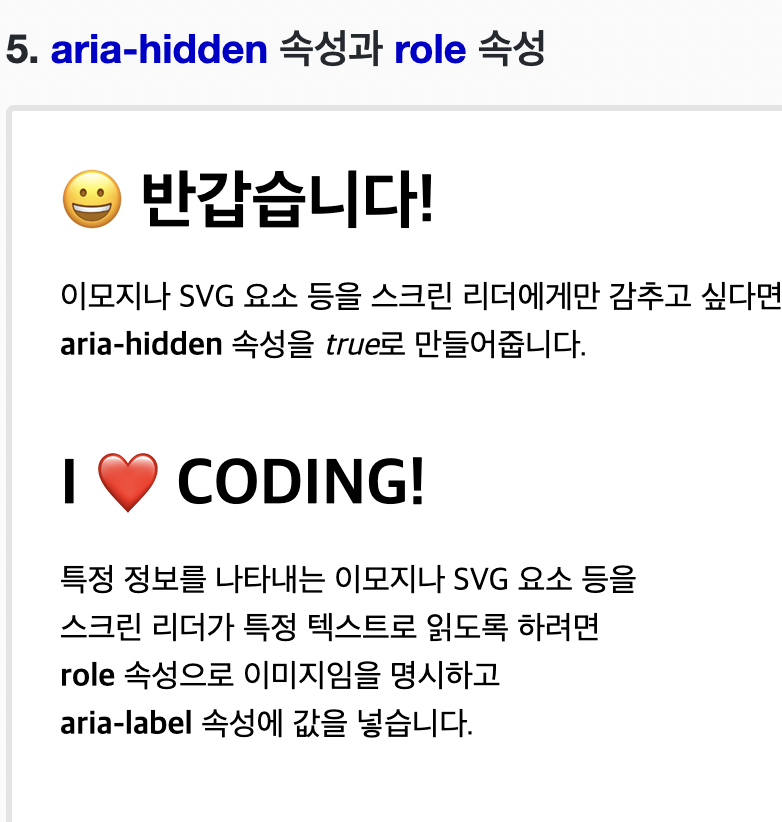 5. aria-hidden 속성과 role 속성
😀 반갑습니다!
이모지나 SVG 요소 등을 스크린 리더에게만 감추고 싶다면
aria-hidden 속성을 true로 만들어줍니다.
I ❤️ CODING!
특정 정보를 나타내는 이모지나 SVG 요소 등을
스크린 리더가 특정 텍스트로 읽도록 하려면
role 속성으로 이미지임을 명시하고
aria-label 속성에 값을 넣습니다.